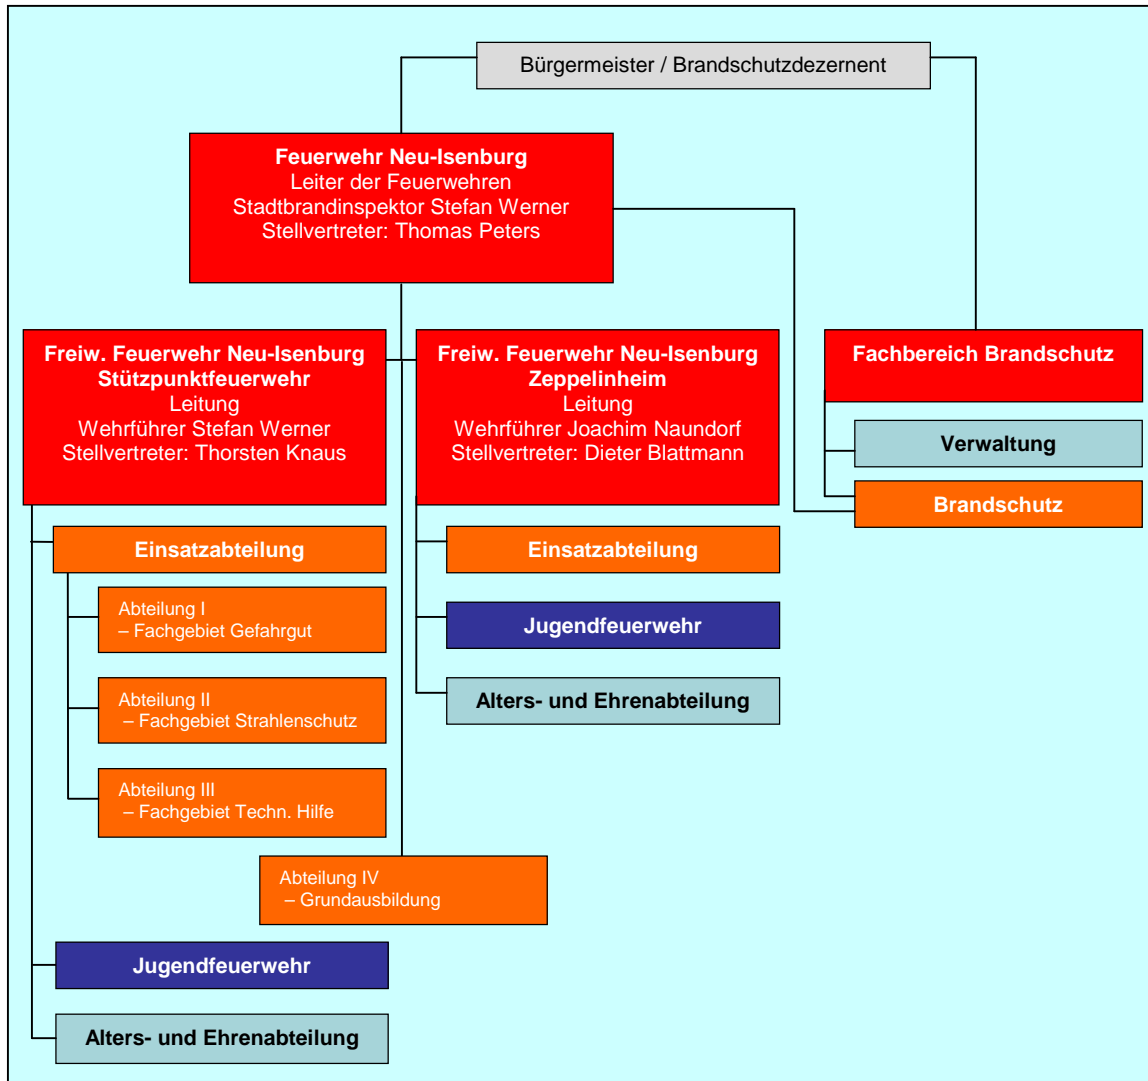 Bürgermeister / Brandschutzdezernent
Feuerwehr Neu-Isenburg
Leiter der Feuerwehren
Stadtbrandinspektor Stefan Werner
Stellvertreter: Thomas Peters
Freiw. Feuerwehr Neu-Isenburg
Stützpunktfeuerwehr
Leitung
Wehrführer Stefan Werner
Stellvertreter: Thorsten Knaus
Freiw. Feuerwehr Neu-Isenburg
Zeppelinheim
Leitung
Wehrführer Joachim Naundorf
Stellvertreter: Dieter Blattmann
Fachbereich Brandschutz
Verwaltung
Brandschutz
Einsatzabteilung
Abteilung I
– Fachgebiet Gefahrgut
Abteilung II
– Fachgebiet Strahlenschutz
Abteilung III
– Fachgebiet Techn. Hilfe
Einsatzabteilung
Jugendfeuerwehr
Alters- und Ehrenabteilung
Abteilung IV
– Grundausbildung
Jugendfeuerwehr
Alters- und Ehrenabteilung